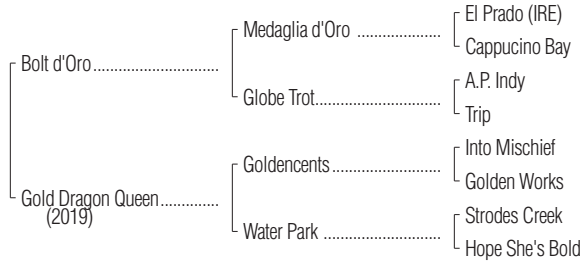 El Prado (IRE)
Medaglia d'Oro ..................
Cappucino Bay
Bolt d'Oro...........................
A.P. Indy
Globe Trot...........................
Trip
Into Mischief
Goldencents.......................
Golden Works
Gold Dragon Queen.............
(2019)
Strodes Creek
Water Park .........................
Hope She's Bold